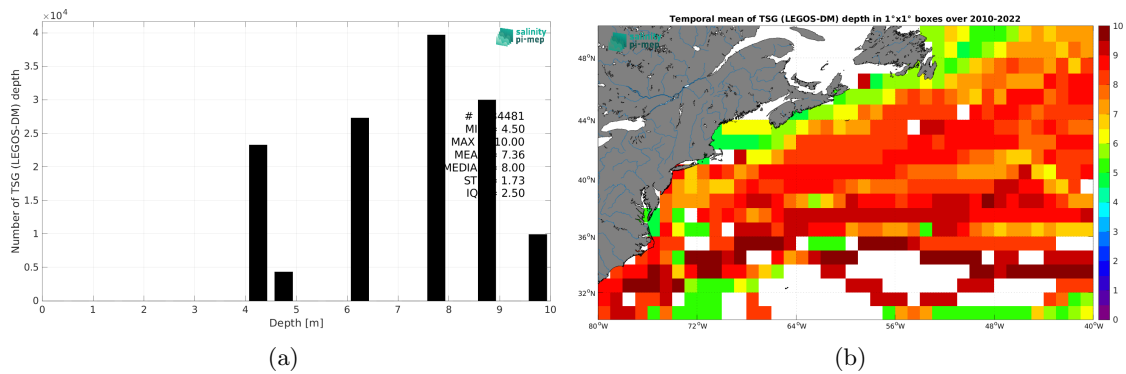 ×10⁴
4
3.5
3
2.5
2
1.5
1
0.5
0
Number of TSG (LEGOS-DM) depth
0 1 2 3 4 5 6 7 8 9 10
Depth [m]
salinity
pi-mep
# 4481
MI = 4.50
MAX 10.00
MEA = 7.36
MEDIA = 8.00
ST = 1.73
IQ = 2.50
(a)
Temporal mean of TSG (LEGOS-DM) depth in 1°x1° boxes over 2010-2022
salinity
pi-mep
48°N
44°N
40°N
36°N
32°N
80°W 72°W 64°W 56°W 48°W 40°W
10
9
8
7
6
5
4
3
2
1
0
(b)